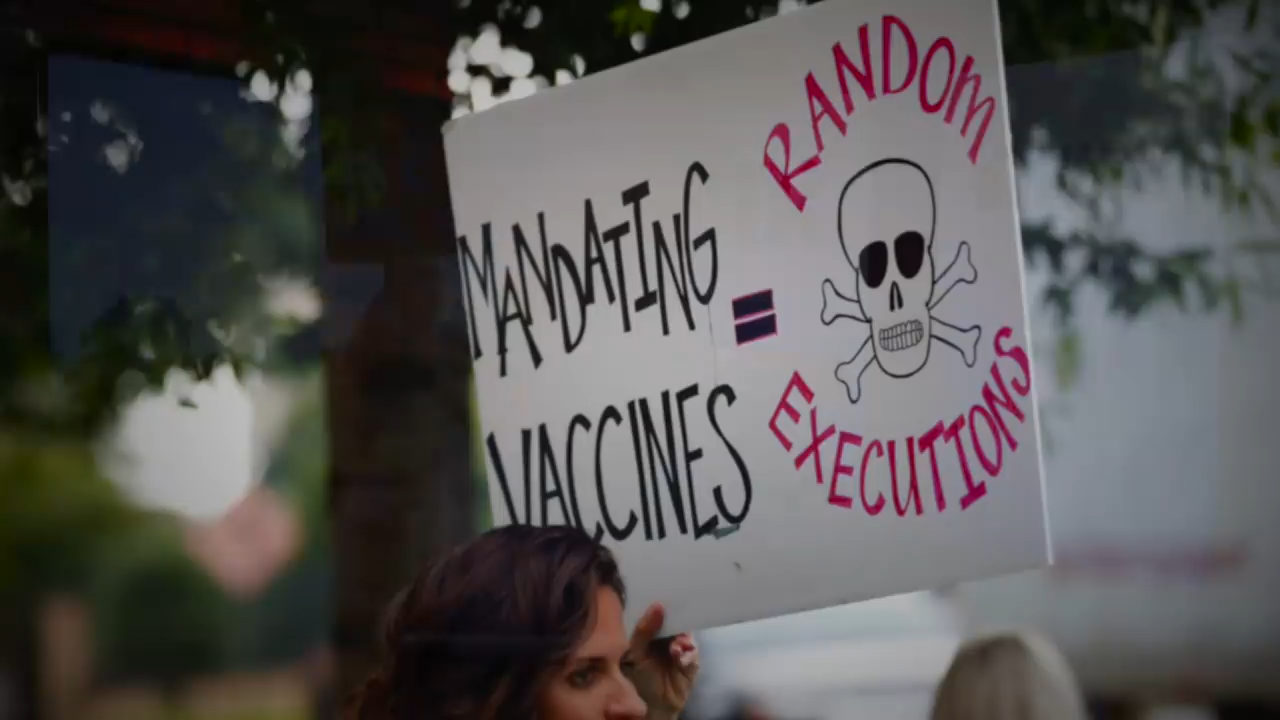 MANDATING
VACCINES
=
RANDOM
EXECUTIONS